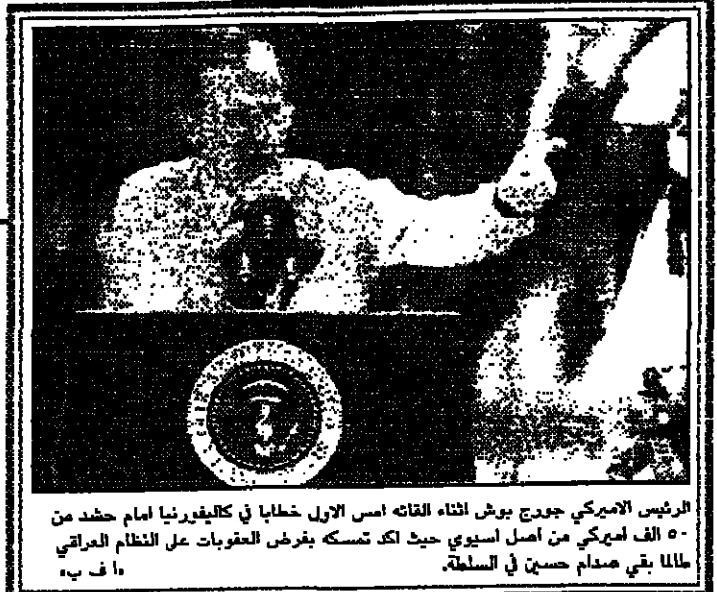 الرئيس الاميركي جورج بوش اثناء القائه امس الاول خطابا في كاليفورنيا امام حشد من
٥٠ الف اميركي من اصل اسيوي حيث اكد تمسكه بفرض العقوبات على النظام العراقي
طالما بقي صدام حسين في السلطة. «ا ف ب»